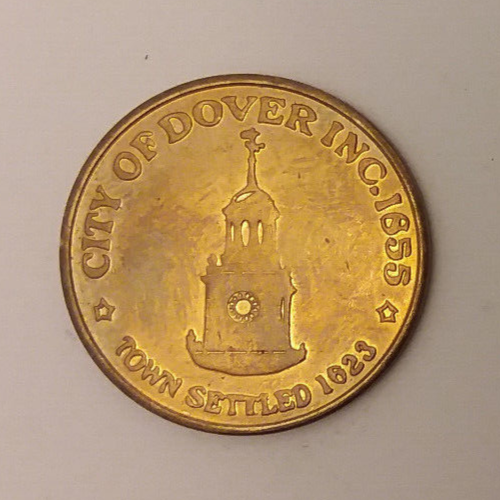 CITY OF DOVER INC. 1855
TOWN SETTLED 1623